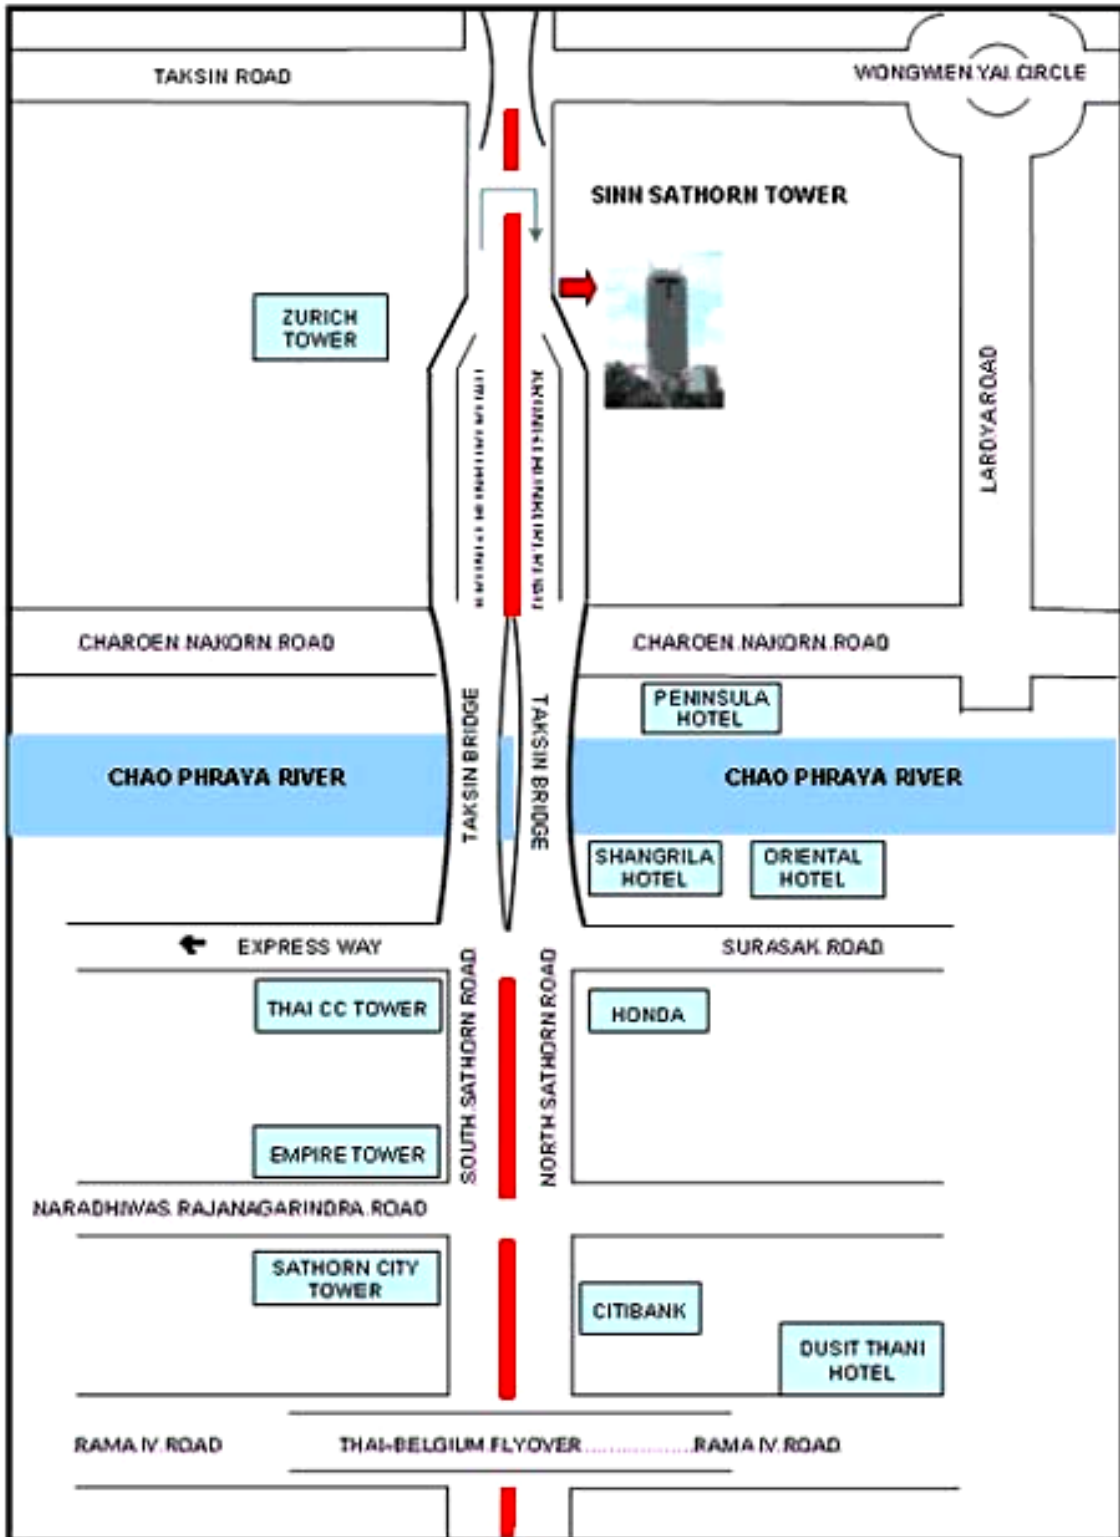 TAKSIN ROAD
WONGWIEN YAI CIRCLE
SINN SATHORN TOWER
ZURICH
TOWER
LARDYA ROAD
CHAROEN NAKORN ROAD
CHAROEN NAKORN ROAD
PENINSULA
HOTEL
TAKSIN BRIDGE
TAKSIN BRIDGE
CHAO PHRAYA RIVER
CHAO PHRAYA RIVER
SHANGRILA
HOTEL
ORIENTAL
HOTEL
EXPRESS WAY
SURASAK ROAD
SOUTH SATHORN ROAD
NORTH SATHORN ROAD
THAI CC TOWER
HONDA
EMPIRE TOWER
NARADHIWAS RAJANAGARINDRA ROAD
SATHORN CITY
TOWER
CITIBANK
DUSIT THANI
HOTEL
RAMA IV ROAD
THAI-BELGIUM FLYOVER
RAMA IV ROAD